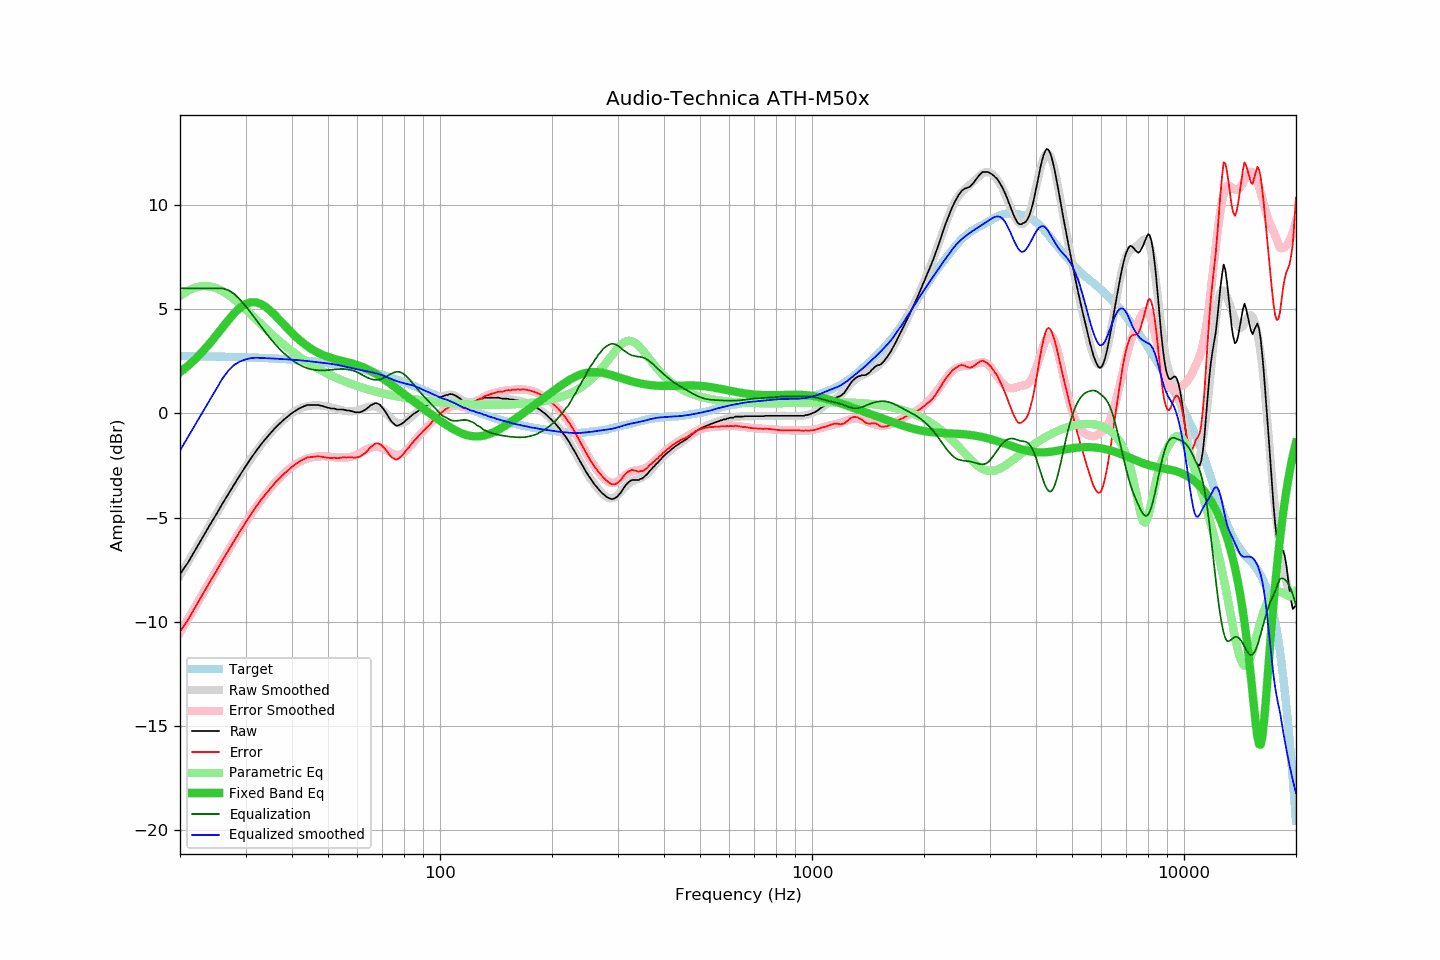 Audio-Technica ATH-M50x
10
5
0
−5
−10
−15
−20
Amplitude (dBr)
Target
Raw Smoothed
Error Smoothed
Raw
Error
Parametric Eq
Fixed Band Eq
Equalization
Equalized smoothed
100
1000
10000
Frequency (Hz)